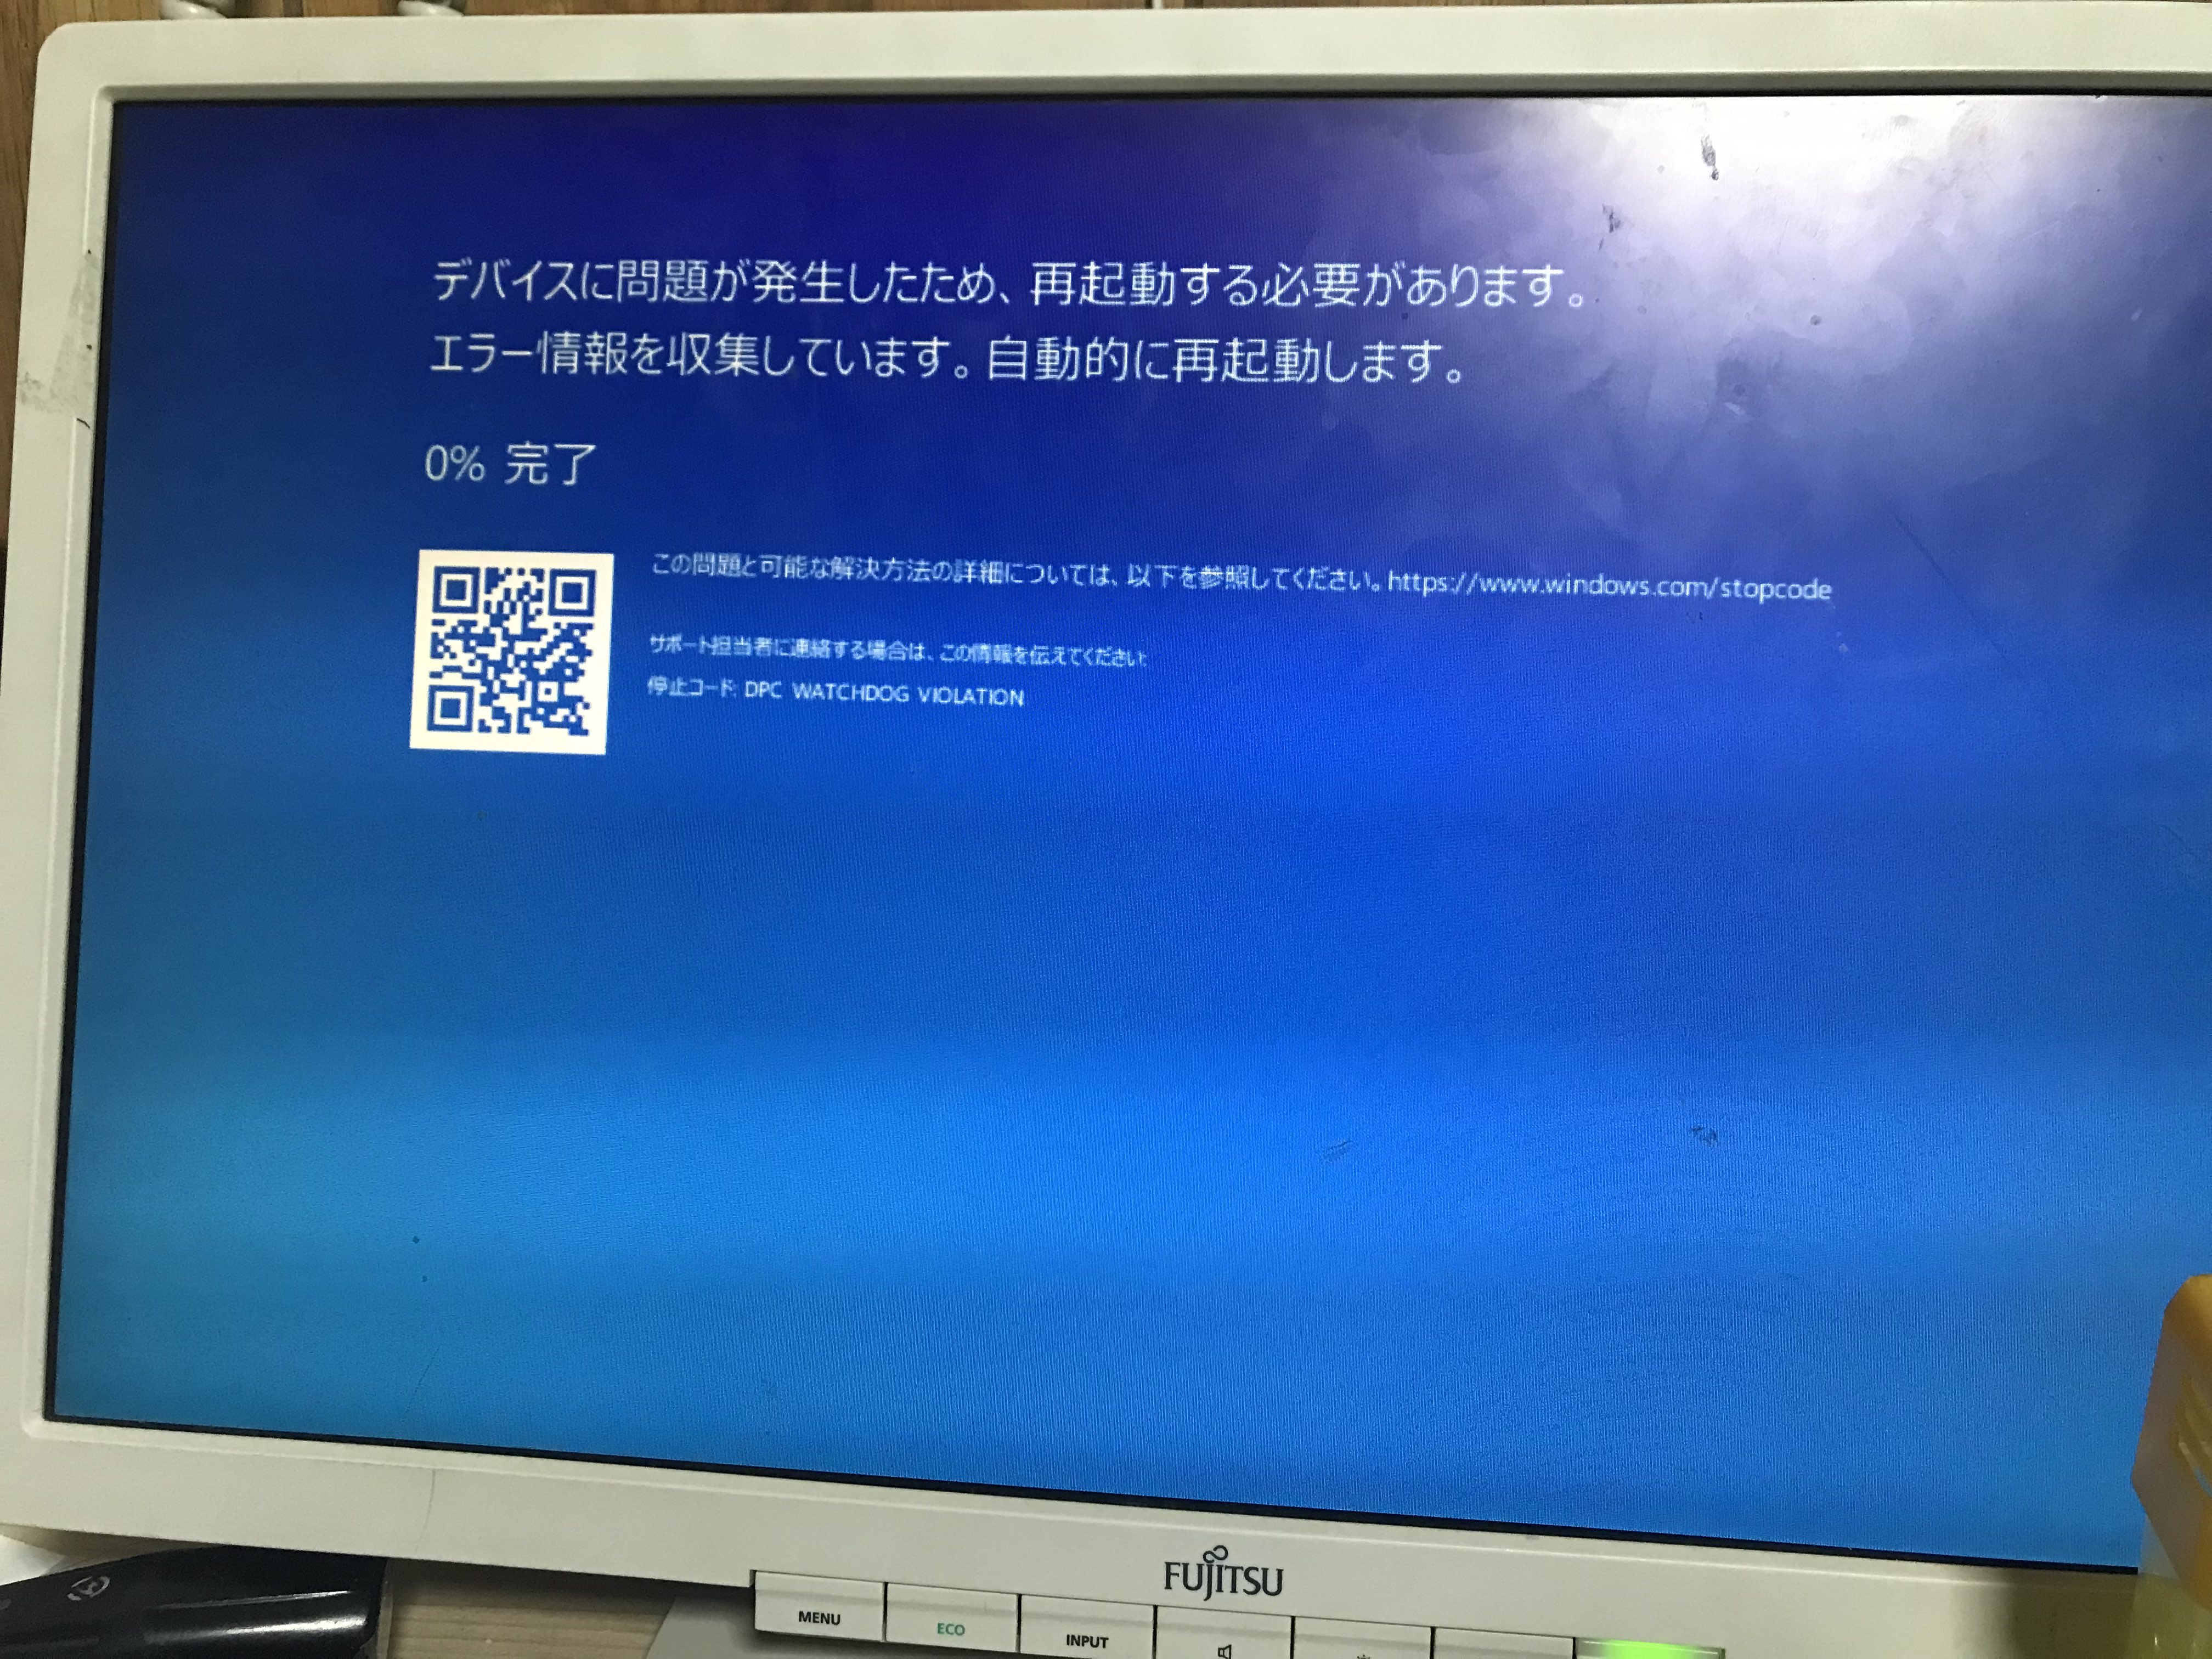 デバイスに問題が発生したため、再起動する必要があります。
エラー情報を収集しています。自動的に再起動します。
0% 完了
この問題と可能な解決方法の詳細については、以下を参照してください。https://www.windows.com/stopcode
サポート担当者に連絡する場合は、この情報を伝えてください:
停止コード: DPC WATCHDOG VIOLATION
FUJITSU
MENU
ECO
INPUT